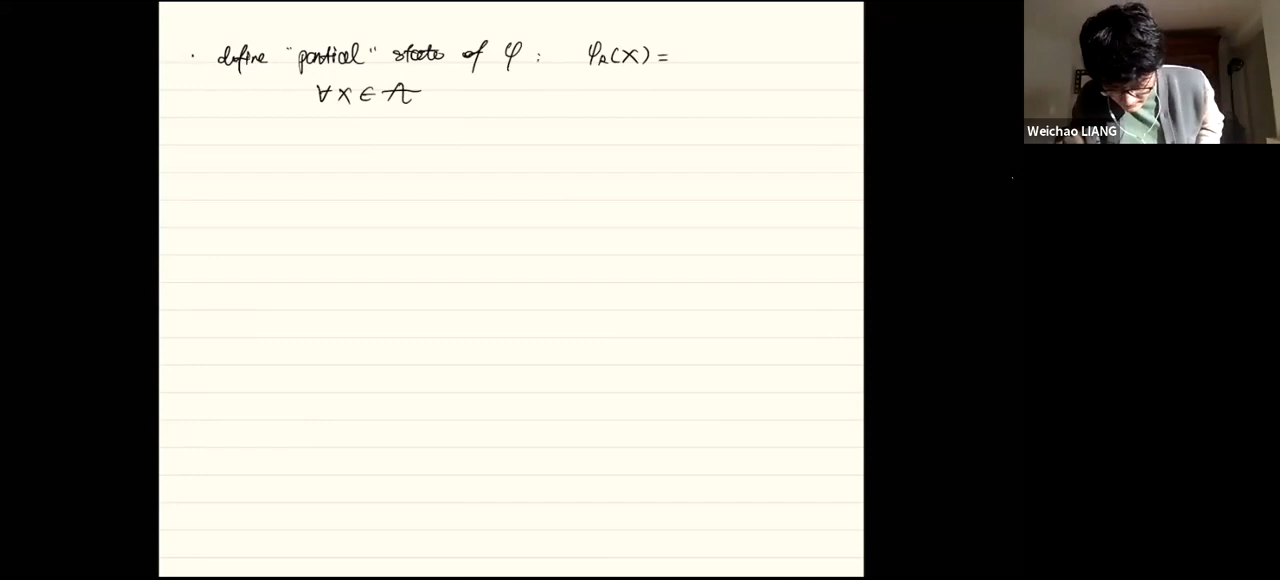 · define "partial" state of φ : φ_A(X) =
∀ X ∈ A
Weichao LIANG